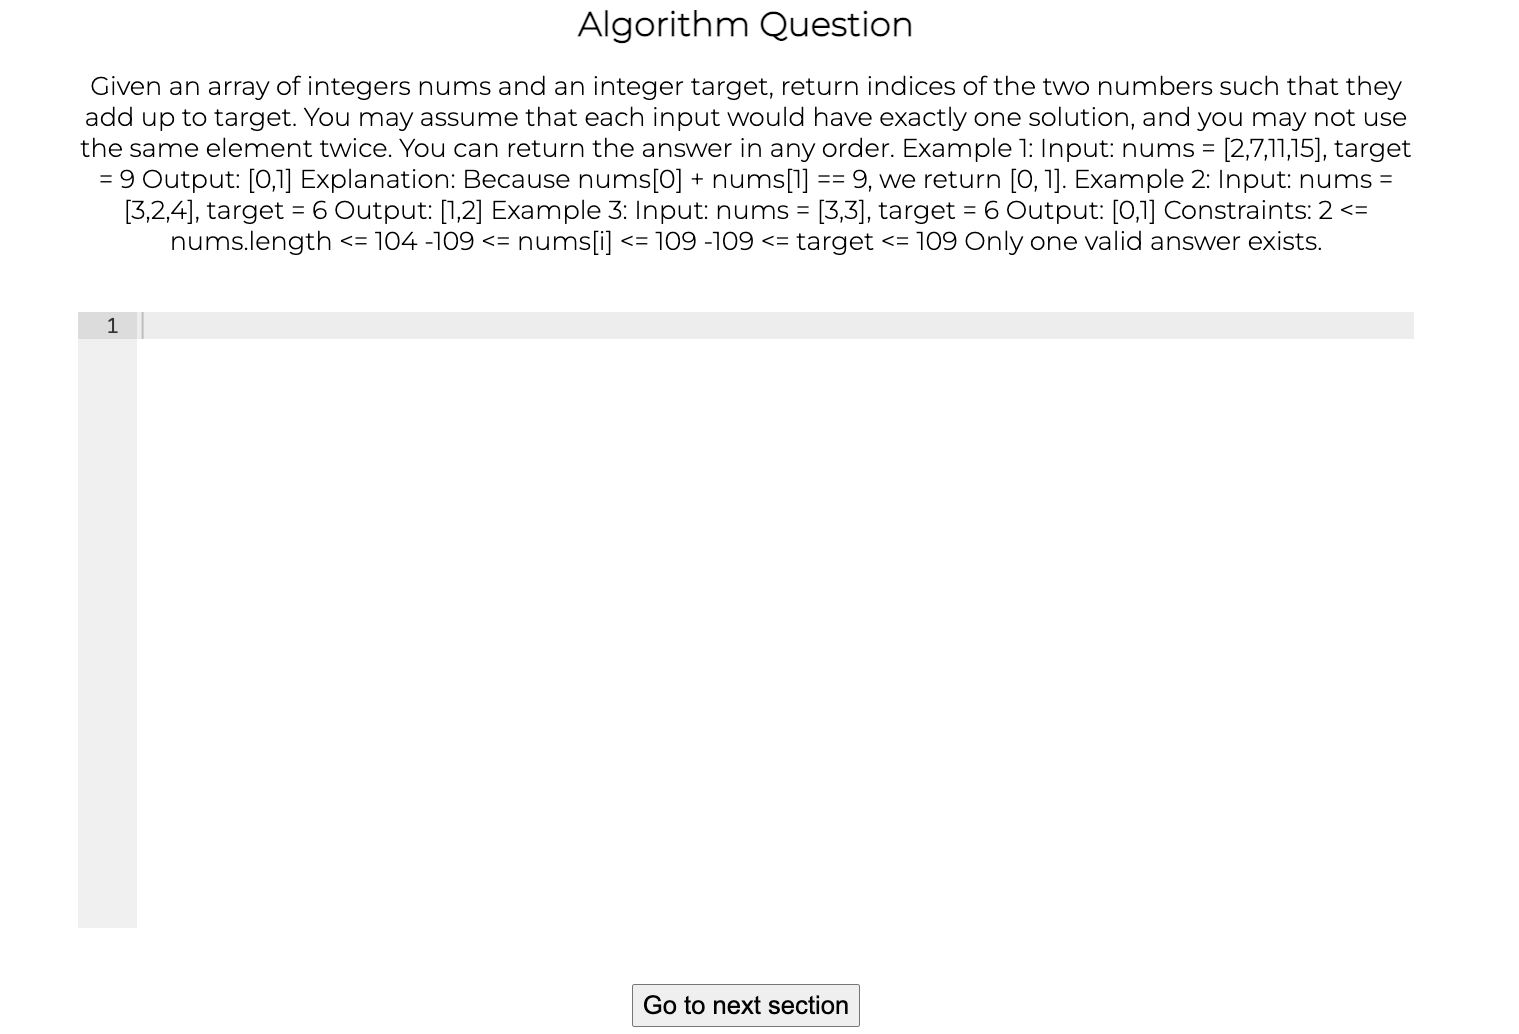 Algorithm Question
Given an array of integers nums and an integer target, return indices of the two numbers such that they
add up to target. You may assume that each input would have exactly one solution, and you may not use
the same element twice. You can return the answer in any order. Example 1: Input: nums = [2,7,11,15], target
= 9 Output: [0,1] Explanation: Because nums[0] + nums[1] == 9, we return [0, 1]. Example 2: Input: nums =
[3,2,4], target = 6 Output: [1,2] Example 3: Input: nums = [3,3], target = 6 Output: [0,1] Constraints: 2 <=
nums.length <= 104 -109 <= nums[i] <= 109 -109 <= target <= 109 Only one valid answer exists.
1
Go to next section